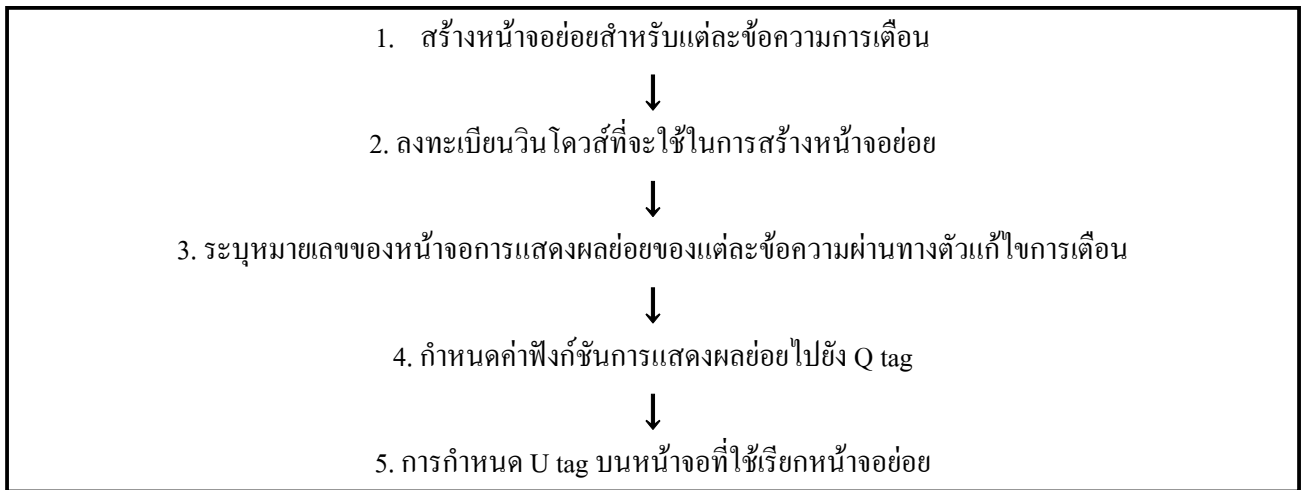 1. สร้างหน้าจอย่อยสำหรับแต่ละข้อความการเตือน
↓
2. ลงทะเบียนวินโดวส์ที่จะใช้ในการสร้างหน้าจอย่อย
↓
3. ระบุหมายเลขของหน้าจอการแสดงผลย่อยของแต่ละข้อความผ่านทางตัวแก้ไขการเตือน
↓
4. กำหนดค่าฟังก์ชันการแสดงผลย่อยไปยัง Q tag
↓
5. การกำหนด U tag บนหน้าจอที่ใช้เรียกหน้าจอย่อย